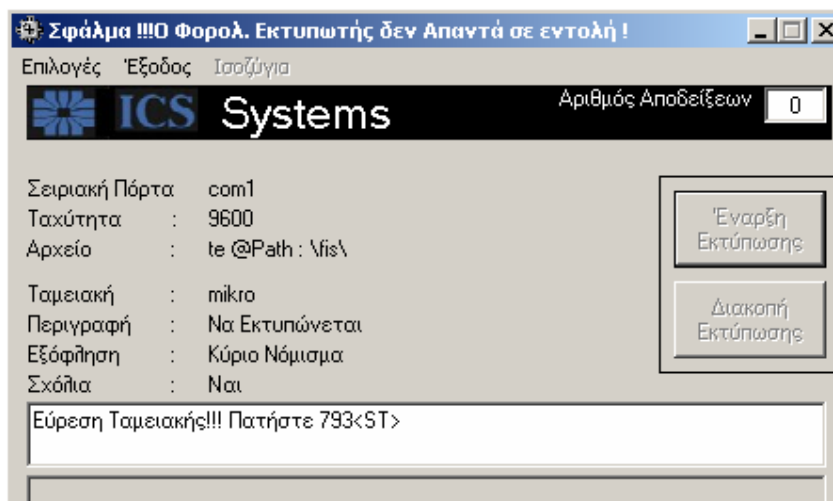 Σφάλμα !!!Ο Φορολ. Εκτυπωτής δεν Απαντά σε εντολή !
Επιλογές Έξοδος Ισοζύγια
ICS Systems Αριθμός Αποδείξεων 0
Σειριακή Πόρτα com1
Ταχύτητα : 9600
Αρχείο : te @Path : \fis\
Ταμειακή : mikro
Περιγραφή : Να Εκτυπώνεται
Εξόφληση : Κύριο Νόμισμα
Σχόλια : Ναι
Έναρξη
Εκτύπωσης
Διακοπή
Εκτύπωσης
Εύρεση Ταμειακής!!! Πατήστε 793<ST>